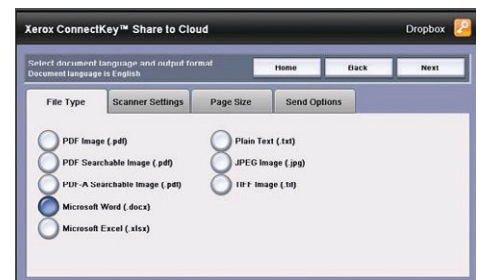 Xerox ConnectKey™ Share to Cloud
Dropbox
Select document language and output format
Document language is English
Home
Back
Next
File Type
Scanner Settings
Page Size
Send Options
PDF Image (.pdf)
PDF Searchable Image (.pdf)
PDF-A Searchable Image (.pdf)
Microsoft Word (.docx)
Microsoft Excel (.xlsx)
Plain Text (.txt)
JPEG Image (.jpg)
TIFF Image (.tif)